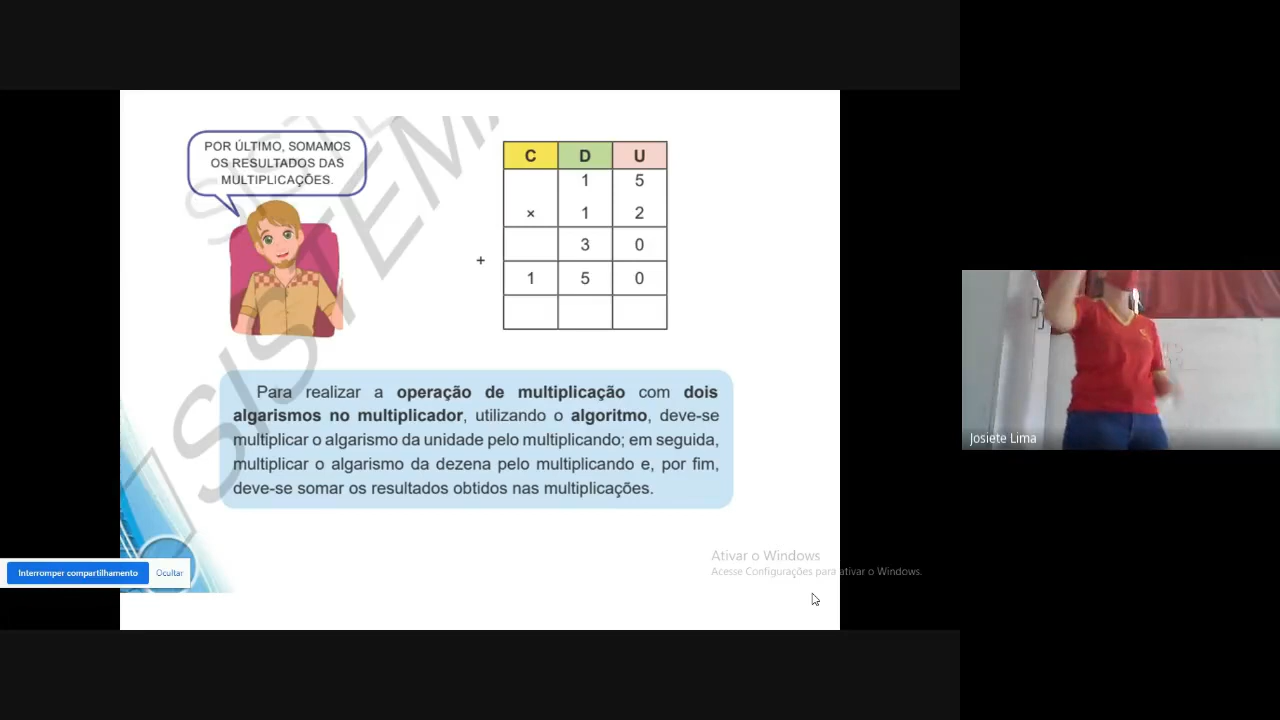 POR ÚLTIMO, SOMAMOS
OS RESULTADOS DAS
MULTIPLICAÇÕES.
C D U
1 5
× 1 2
3 0
+
1 5 0
Para realizar a operação de multiplicação com dois
algarismos no multiplicador, utilizando o algoritmo, deve-se
multiplicar o algarismo da unidade pelo multiplicando; em seguida,
multiplicar o algarismo da dezena pelo multiplicando e, por fim,
deve-se somar os resultados obtidos nas multiplicações.
Interromper compartilhamento Ocultar
Ativar o Windows
Acesse Configurações para ativar o Windows.
Josiete Lima